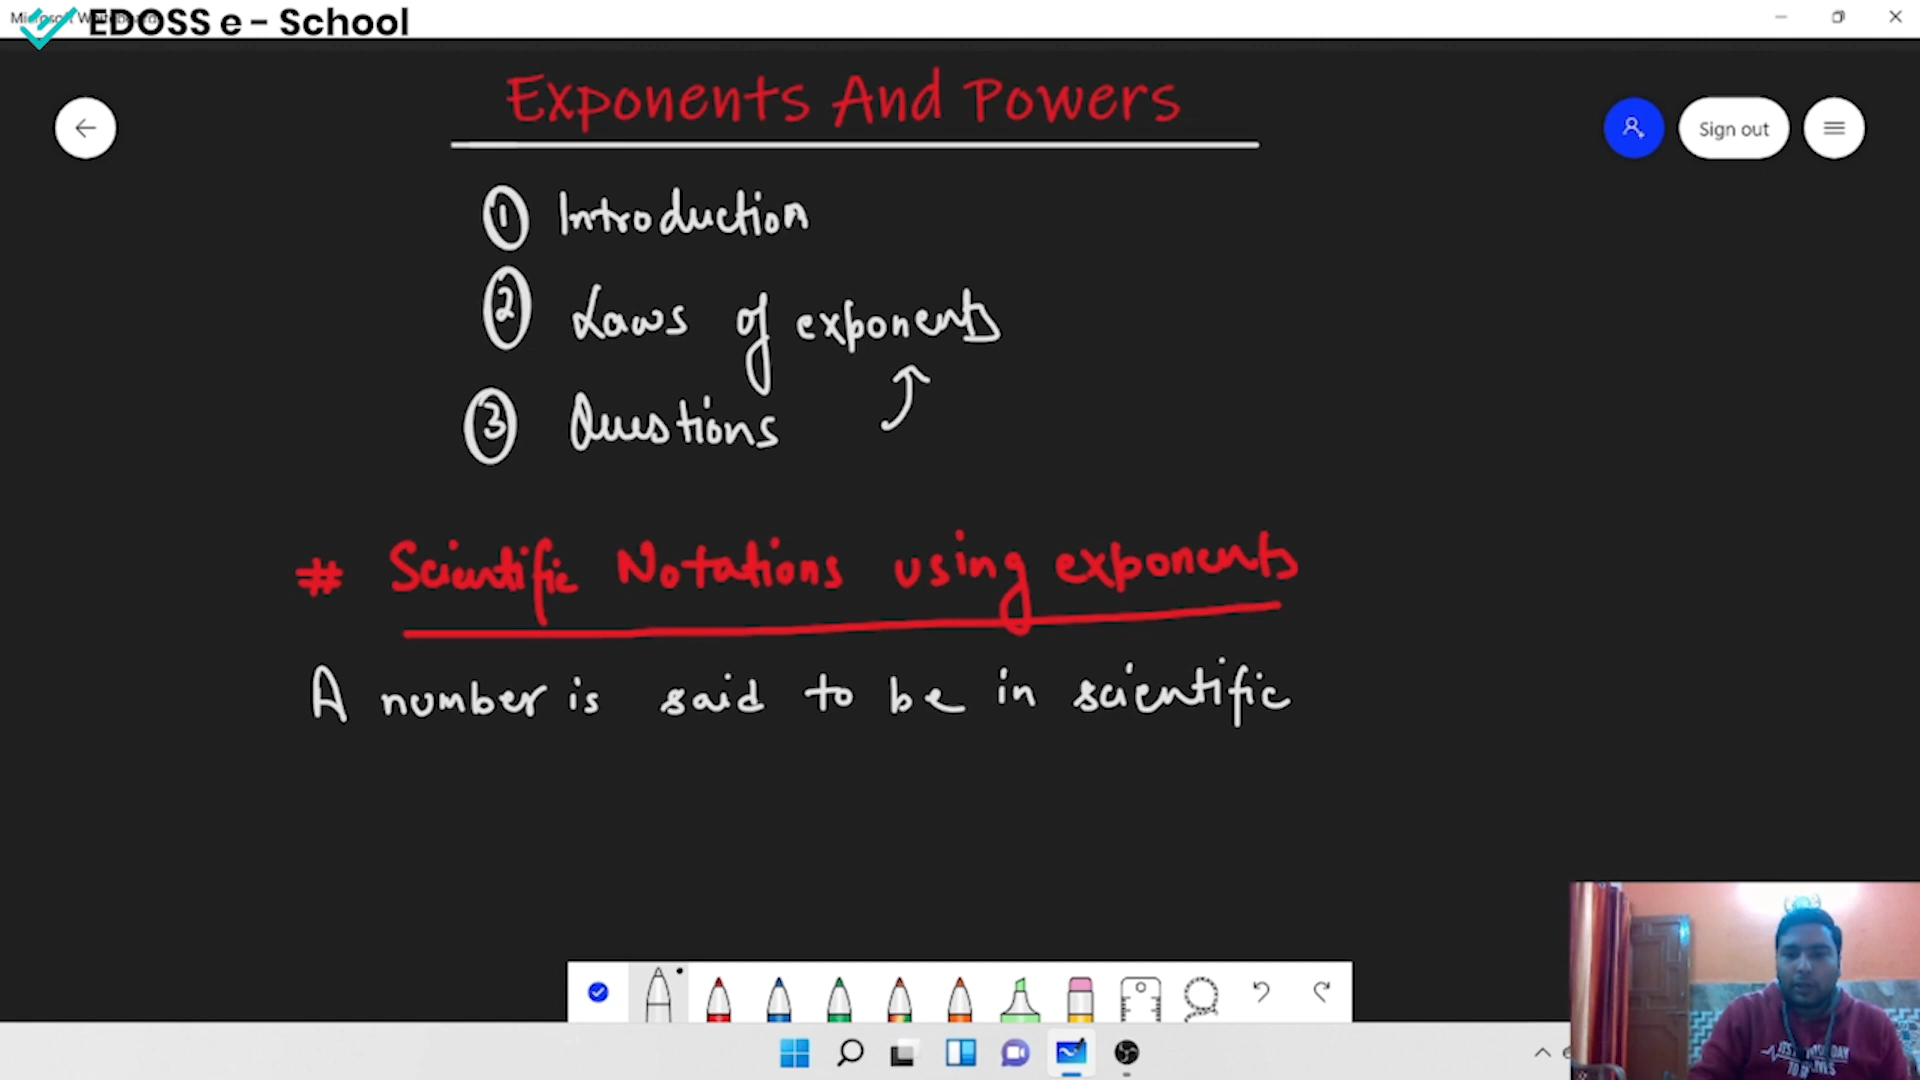 EDOSS e - School
Exponents And Powers
Sign out
① Introduction
② Laws of exponents
③ Questions
# Scientific Notations using exponents
A number is said to be in scientific